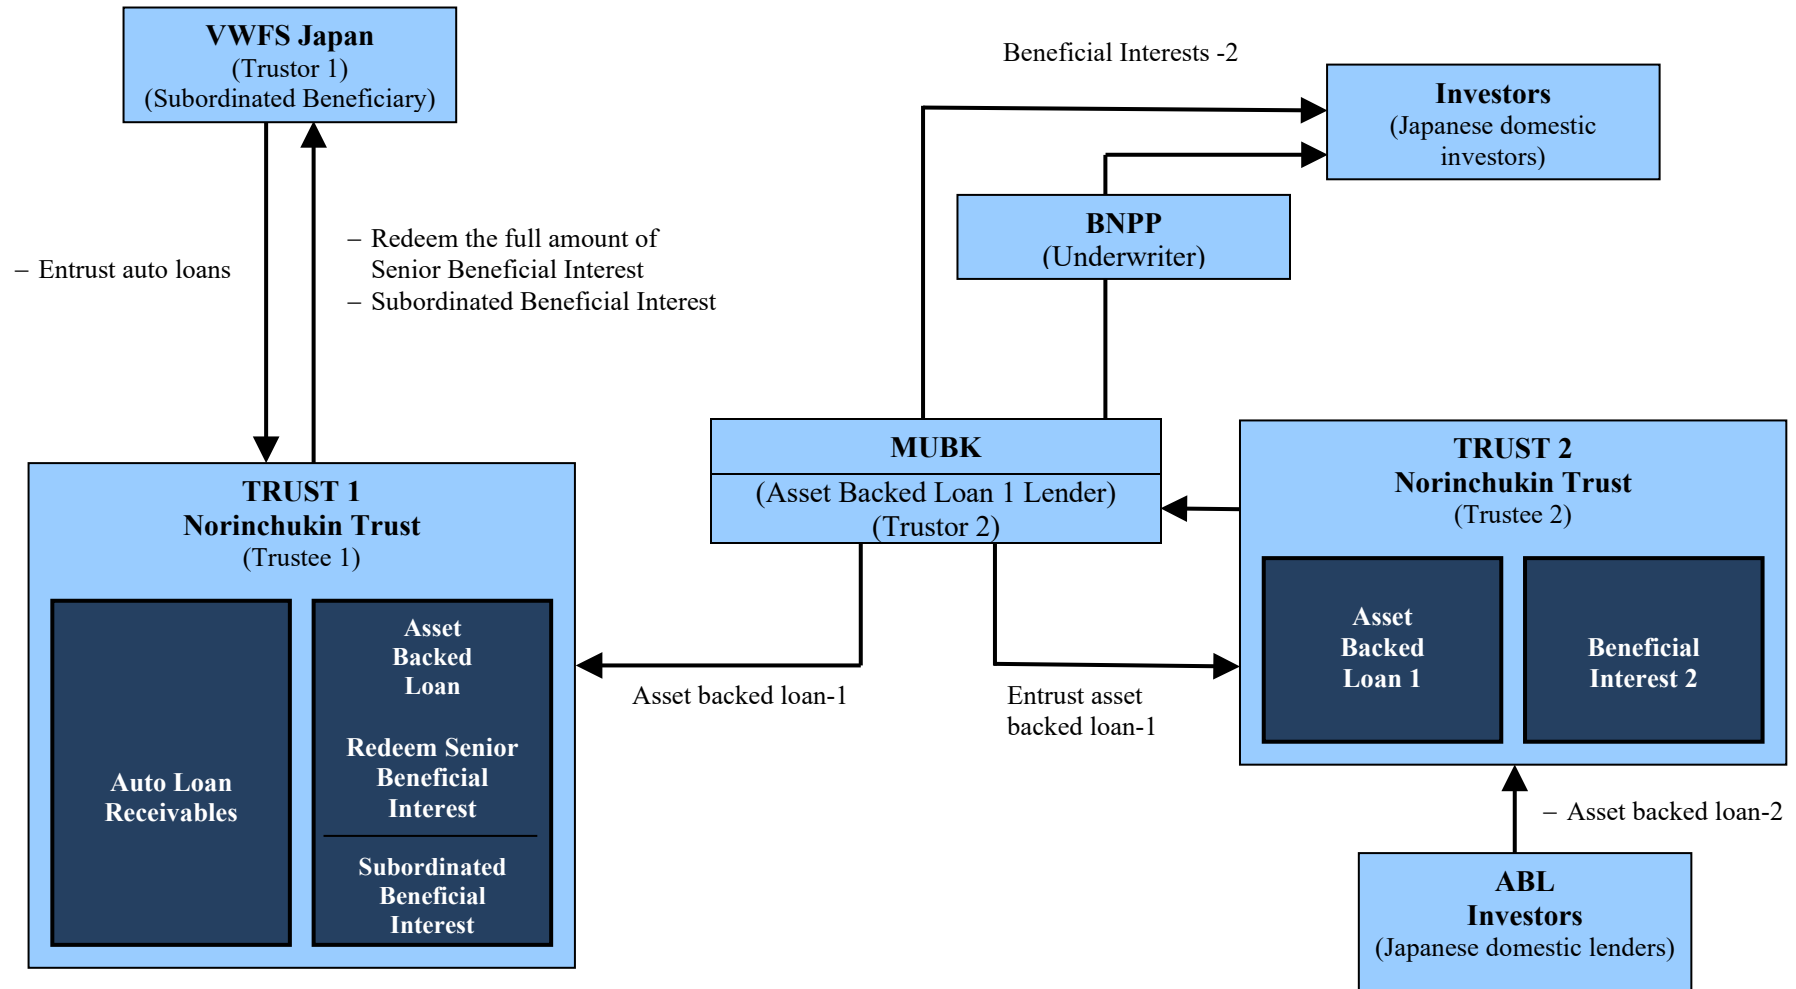 VWFS Japan
(Trustor 1)
(Subordinated Beneficiary)
Beneficial Interests -2
Investors
(Japanese domestic
investors)
BNPP
(Underwriter)
– Entrust auto loans
– Redeem the full amount of
Senior Beneficial Interest
– Subordinated Beneficial Interest
MUBK
(Asset Backed Loan 1 Lender)
(Trustor 2)
TRUST 2
Norinchukin Trust
(Trustee 2)
Asset
Backed
Loan 1
Beneficial
Interest 2
TRUST 1
Norinchukin Trust
(Trustee 1)
Auto Loan
Receivables
Asset
Backed
Loan
Redeem Senior
Beneficial
Interest
Subordinated
Beneficial
Interest
Asset backed loan-1
Entrust asset
backed loan-1
– Asset backed loan-2
ABL
Investors
(Japanese domestic lenders)